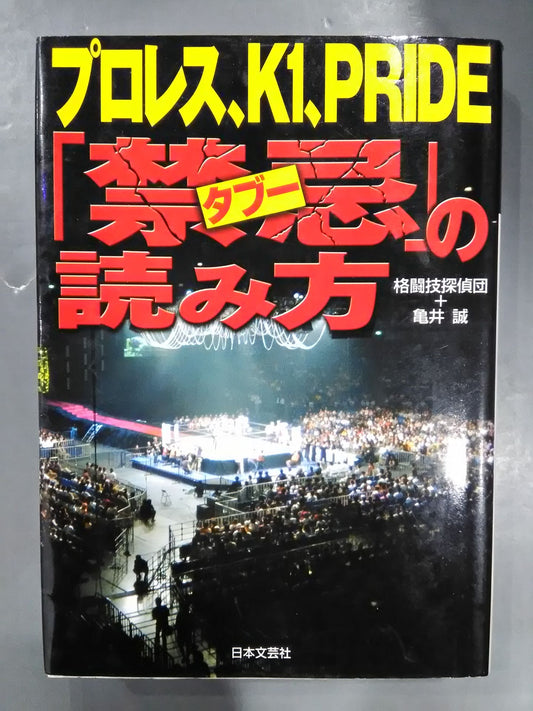 プロレス、K1、PRIDE
「禁忌」の
タブー
読み方
格闘技探偵団
+
亀井 誠
日本文芸社